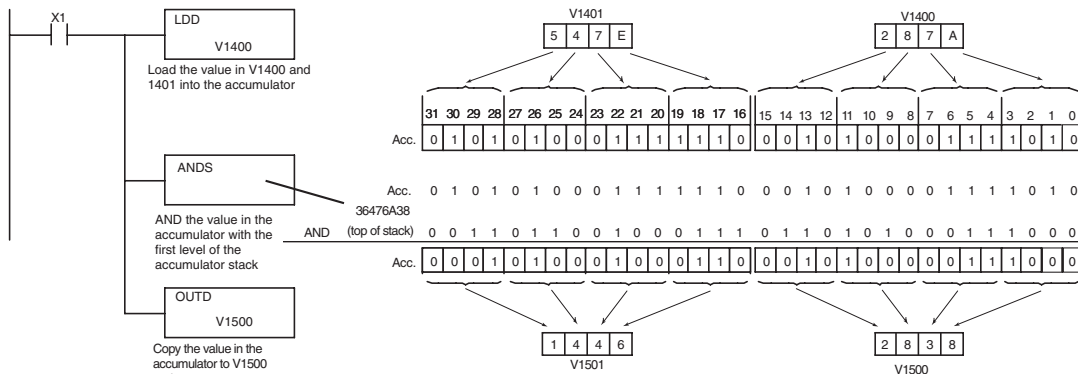 X1
LDD
V1400
Load the value in V1400 and
1401 into the accumulator
ANDS
AND the value in the
accumulator with the
first level of the
accumulator stack
OUTD
V1500
Copy the value in the
accumulator to V1500
V1401 V1400
5 4 7 E 2 8 7 A
31 30 29 28 27 26 25 24 23 22 21 20 19 18 17 16 15 14 13 12 11 10 9 8 7 6 5 4 3 2 1 0
Acc. 0 1 0 1 0 1 0 0 0 1 1 1 1 1 1 0 0 0 1 0 1 0 0 0 0 1 1 1 1 0 1 0
Acc. 0 1 0 1 0 1 0 0 0 1 1 1 1 1 1 0 0 0 1 0 1 0 0 0 0 1 1 1 1 0 1 0
36476A38
AND (top of stack) 0 0 1 1 0 1 1 0 0 1 0 0 0 1 1 1 0 1 1 0 1 0 1 0 0 0 1 1 1 0 0 0
Acc. 0 0 0 1 0 1 0 0 0 1 0 0 0 1 1 0 0 0 1 0 1 0 0 0 0 0 1 1 1 0 0 0
1 4 4 6 2 8 3 8
V1501 V1500